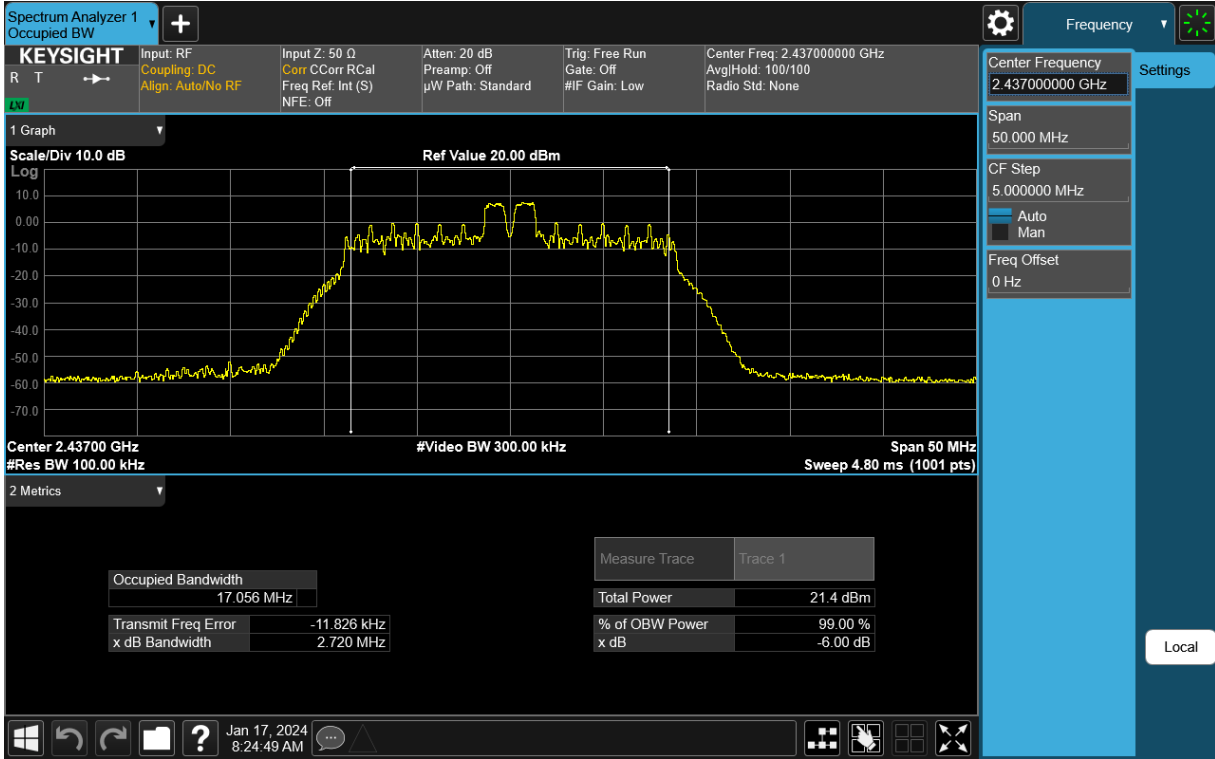 Spectrum Analyzer 1
Occupied BW
Frequency
KEYSIGHT
R T
LXI
Input: RF
Coupling: DC
Align: Auto/No RF
Input Z: 50 Ω
Corr CCorr RCal
Freq Ref: Int (S)
NFE: Off
Atten: 20 dB
Preamp: Off
µW Path: Standard
Trig: Free Run
Gate: Off
#IF Gain: Low
Center Freq: 2.437000000 GHz
Avg|Hold: 100/100
Radio Std: None
Center Frequency
2.437000000 GHz
Settings
Span
50.000 MHz
CF Step
5.000000 MHz
Auto
Man
Freq Offset
0 Hz
1 Graph
Scale/Div 10.0 dB
Ref Value 20.00 dBm
Log
10.0
0.00
-10.0
-20.0
-30.0
-40.0
-50.0
-60.0
-70.0
Center 2.43700 GHz
#Video BW 300.00 kHz
Span 50 MHz
#Res BW 100.00 kHz
Sweep 4.80 ms (1001 pts)
2 Metrics
Measure Trace
Trace 1
Occupied Bandwidth
17.056 MHz
Total Power
21.4 dBm
Transmit Freq Error
-11.826 kHz
% of OBW Power
99.00 %
x dB Bandwidth
2.720 MHz
x dB
-6.00 dB
Local
?
Jan 17, 2024
8:24:49 AM